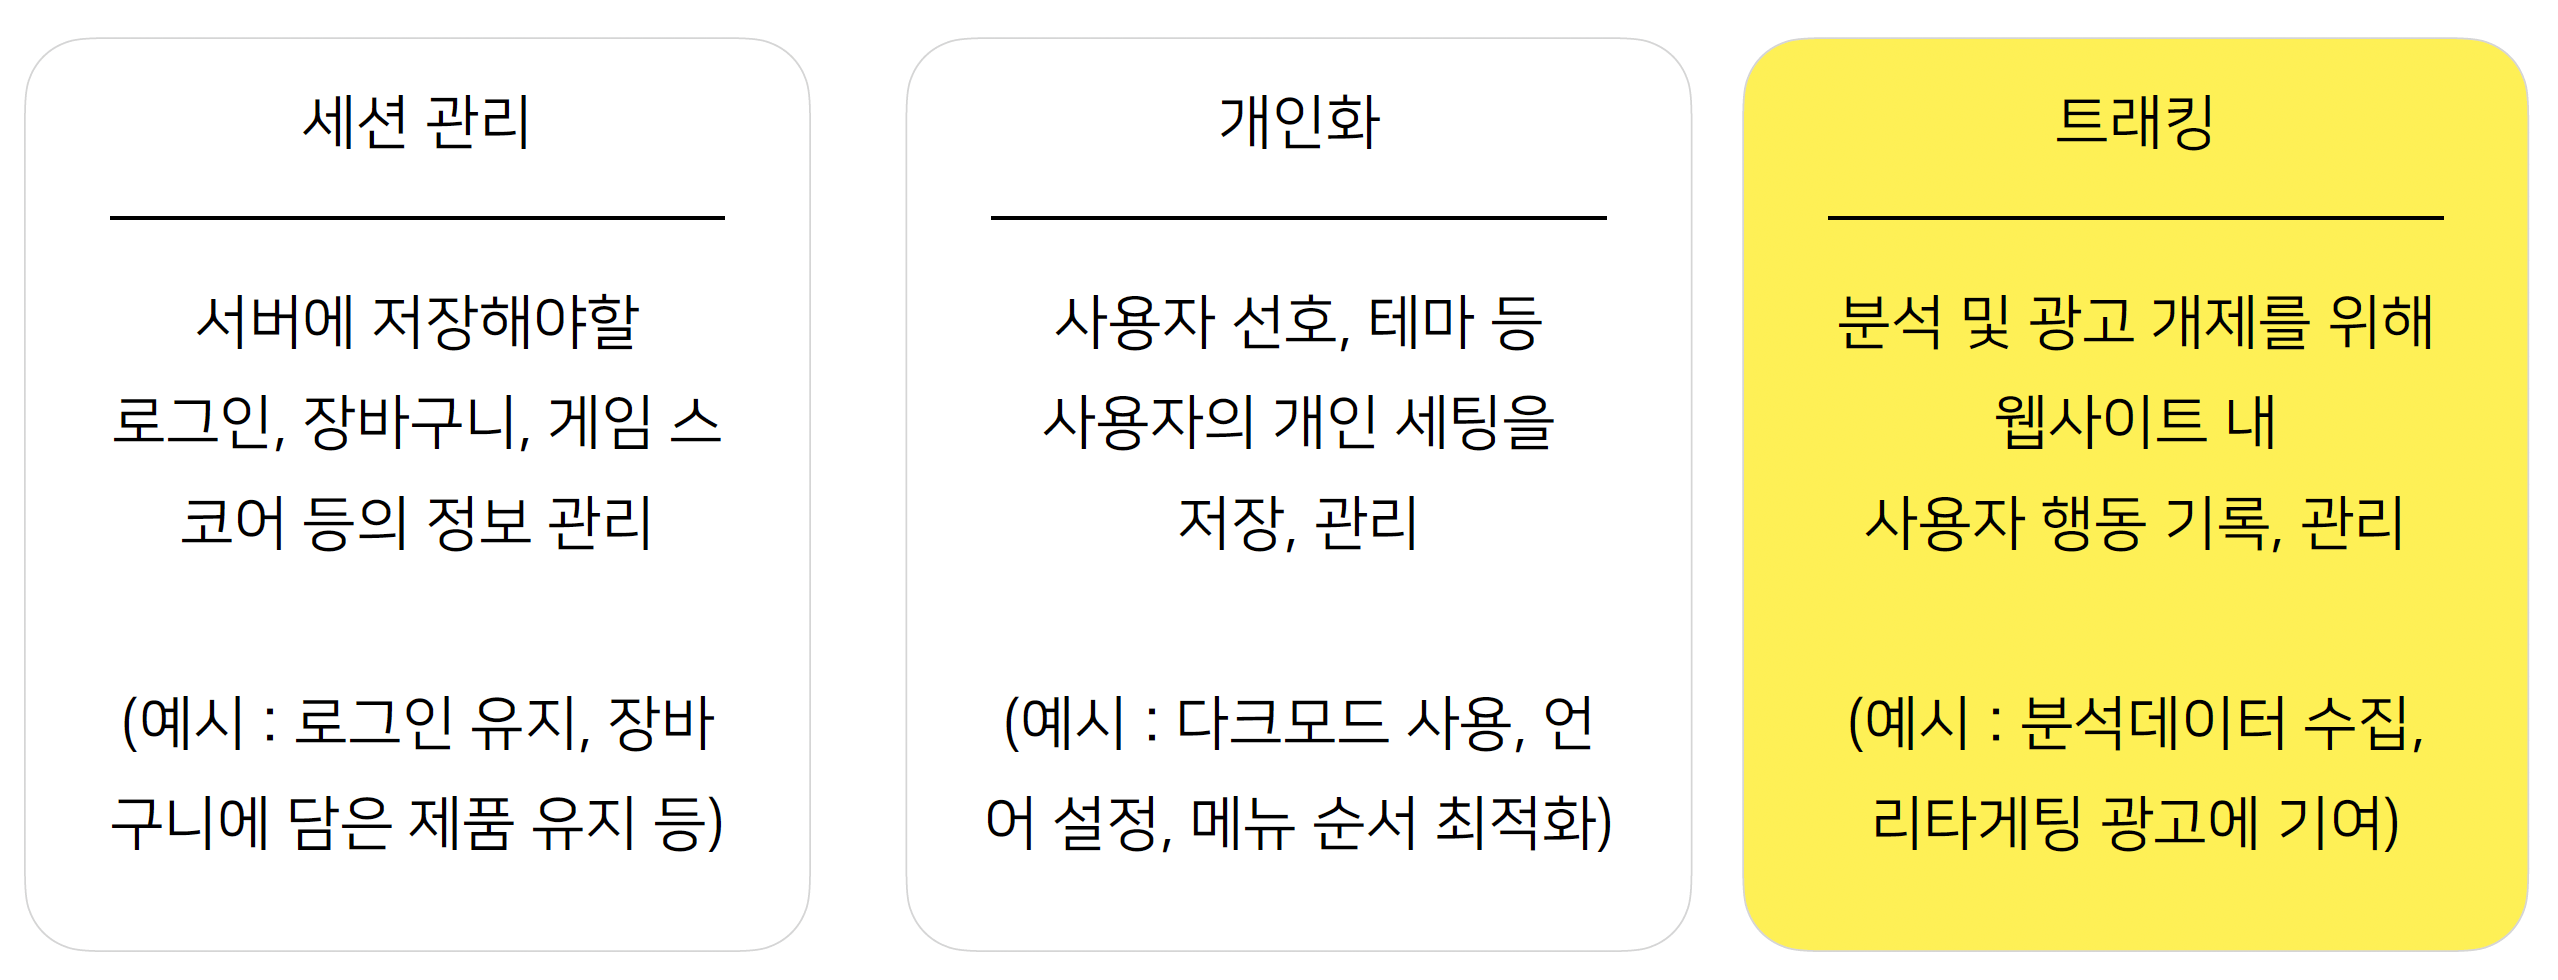 세션 관리
서버에 저장해야할
로그인, 장바구니, 게임 스
코어 등의 정보 관리
(예시 : 로그인 유지, 장바
구니에 담은 제품 유지 등)
개인화
사용자 선호, 테마 등
사용자의 개인 세팅을
저장, 관리
(예시 : 다크모드 사용, 언
어 설정, 메뉴 순서 최적화)
트래킹
분석 및 광고 개제를 위해
웹사이트 내
사용자 행동 기록, 관리
(예시 : 분석데이터 수집,
리타게팅 광고에 기여)